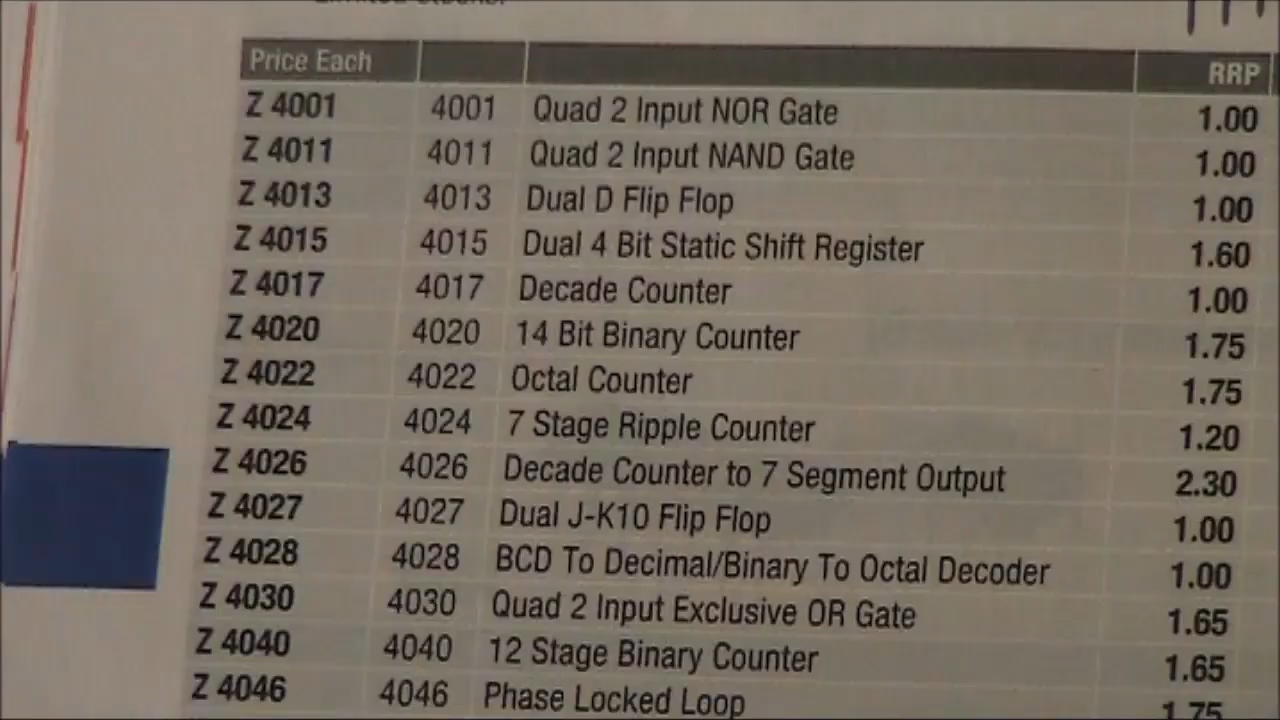 Price Each RRP
Z 4001 4001 Quad 2 Input NOR Gate 1.00
Z 4011 4011 Quad 2 Input NAND Gate 1.00
Z 4013 4013 Dual D Flip Flop 1.00
Z 4015 4015 Dual 4 Bit Static Shift Register 1.60
Z 4017 4017 Decade Counter 1.00
Z 4020 4020 14 Bit Binary Counter 1.75
Z 4022 4022 Octal Counter 1.75
Z 4024 4024 7 Stage Ripple Counter 1.20
Z 4026 4026 Decade Counter to 7 Segment Output 2.30
Z 4027 4027 Dual J-K10 Flip Flop 1.00
Z 4028 4028 BCD To Decimal/Binary To Octal Decoder 1.00
Z 4030 4030 Quad 2 Input Exclusive OR Gate 1.65
Z 4040 4040 12 Stage Binary Counter 1.65
Z 4046 4046 Phase Locked Loop 1.75